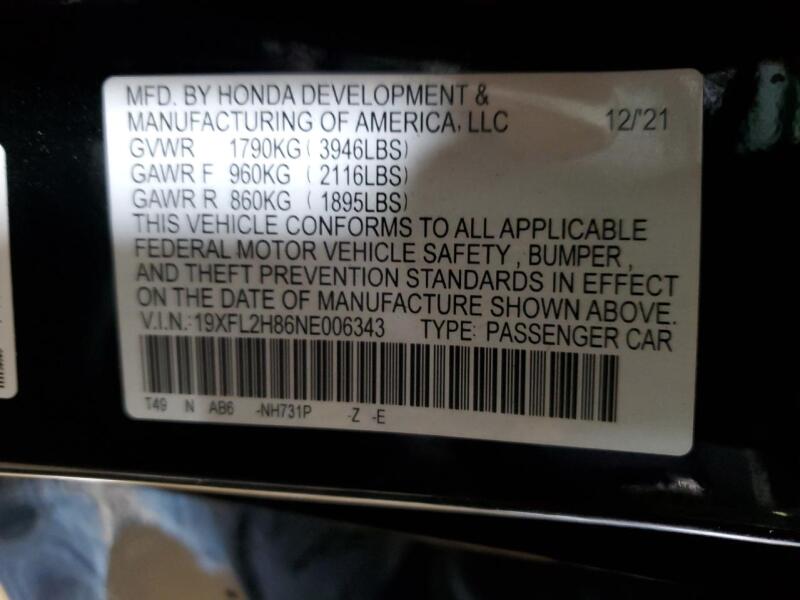 MFD. BY HONDA DEVELOPMENT &
MANUFACTURING OF AMERICA, LLC 12/'21
GVWR 1790KG ( 3946LBS)
GAWR F 960KG ( 2116LBS)
GAWR R 860KG ( 1895LBS)
THIS VEHICLE CONFORMS TO ALL APPLICABLE
FEDERAL MOTOR VEHICLE SAFETY , BUMPER ,
AND THEFT PREVENTION STANDARDS IN EFFECT
ON THE DATE OF MANUFACTURE SHOWN ABOVE.
V.I.N.: 19XFL2H86NE006343 TYPE: PASSENGER CAR
T49 N AB6 -NH731P -Z -E